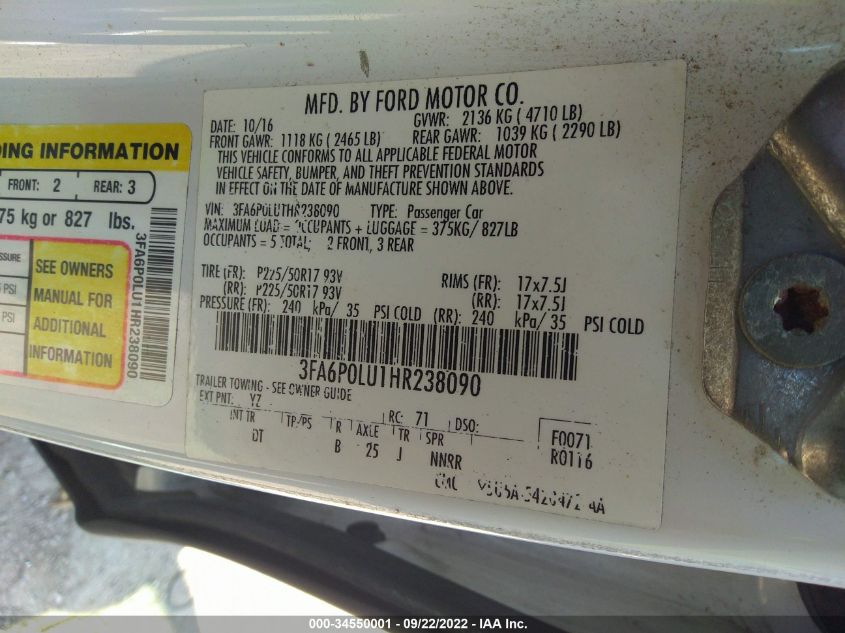 MFD. BY FORD MOTOR CO.
DATE: 10/16 GVWR: 2136 KG ( 4710 LB)
FRONT GAWR: 1118 KG ( 2465 LB) REAR GAWR: 1039 KG ( 2290 LB)
THIS VEHICLE CONFORMS TO ALL APPLICABLE FEDERAL MOTOR
VEHICLE SAFETY, BUMPER, AND THEFT PREVENTION STANDARDS
IN EFFECT ON THE DATE OF MANUFACTURE SHOWN ABOVE.
VIN: 3FA6P0LU1HR238090 TYPE: Passenger Car
MAXIMUM LOAD = OCCUPANTS + LUGGAGE = 375KG/ 827LB
OCCUPANTS = 5 TOTAL; 2 FRONT, 3 REAR
TIRE (FR): P225/50R17 93V RIMS (FR): 17x7.5J
(RR): P225/50R17 93V (RR): 17x7.5J
PRESSURE (FR): 240 kPa/ 35 PSI COLD (RR): 240 kPa/ 35 PSI COLD
3FA6P0LU1HR238090
TRAILER TOWING - SEE OWNER GUIDE
EXT PNT: YZ RC: 71 DSO:
INT TR TP/PS R AXLE TR SPR F0071
DT B 25 J NNRR R0116
ING INFORMATION
FRONT: 2 REAR: 3
75 kg or 827 lbs.
SSURE
PSI
PSI
SEE OWNERS
MANUAL FOR
ADDITIONAL
INFORMATION
3FA6P0LU1HR238090
000-34550001 - 09/22/2022 - IAA Inc.